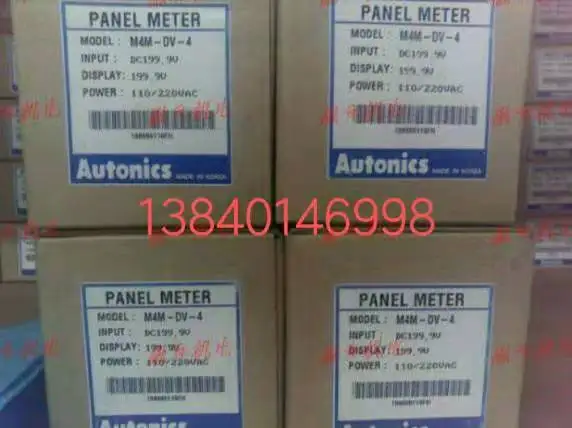 PANEL METER
MODEL : M4M-DV-4
INPUT : DC199.9V
DISPLAY: 199.9V
POWER : 110/220VAC
Autonics
MADE IN KOREA
PANEL METER
MODEL : M4M-DV-4
INPUT : DC199.9V
DISPLAY: 199.9V
POWER : 110/220VAC
Autonics
MADE IN KOREA
13840146998
PANEL METER
MODEL : M4M-DV-4
INPUT : DC199.9V
DISPLAY: 199.9V
POWER : 110/220VAC
Autonics
PANEL METER
MODEL : M4M-DV-4
INPUT : DC199.9V
DISPLAY: 199.9V
POWER : 110/220VAC
Autonics